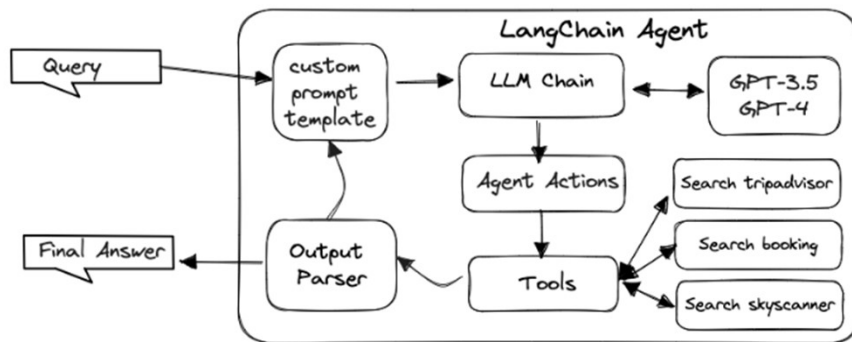 LangChain Agent
Query
custom
prompt
template
LLM Chain
GPT-3.5
GPT-4
Agent Actions
Search tripadvisor
Search booking
Search skyscanner
Tools
Output
Parser
Final Answer